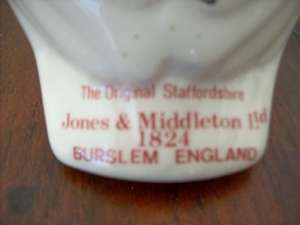 The Original Staffordshire
Jones & Middleton Ltd
1824
BURSLEM ENGLAND